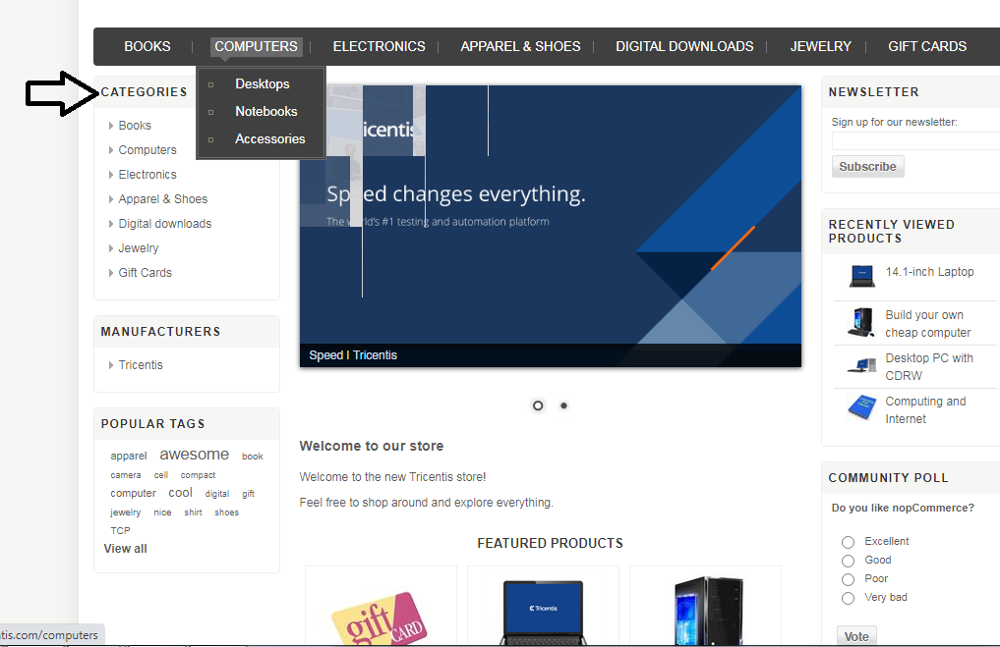 BOOKS | COMPUTERS | ELECTRONICS | APPAREL & SHOES | DIGITAL DOWNLOADS | JEWELRY | GIFT CARDS
Desktops
Notebooks
Accessories
CATEGORIES
Books
Computers
Electronics
Apparel & Shoes
Digital downloads
Jewelry
Gift Cards
MANUFACTURERS
Tricentis
POPULAR TAGS
apparel awesome book
camera cell compact
computer cool digital gift
jewelry nice shirt shoes
TCP
View all
icentis
Speed changes everything.
The world's #1 testing and automation platform
Speed I Tricentis
Welcome to our store
Welcome to the new Tricentis store!
Feel free to shop around and explore everything.
FEATURED PRODUCTS
gift
CARD
Tricentis
NEWSLETTER
Sign up for our newsletter:
Subscribe
RECENTLY VIEWED
PRODUCTS
14.1-inch Laptop
Build your own
cheap computer
Desktop PC with
CDRW
Computing and
Internet
COMMUNITY POLL
Do you like nopCommerce?
Excellent
Good
Poor
Very bad
Vote
tis.com/computers